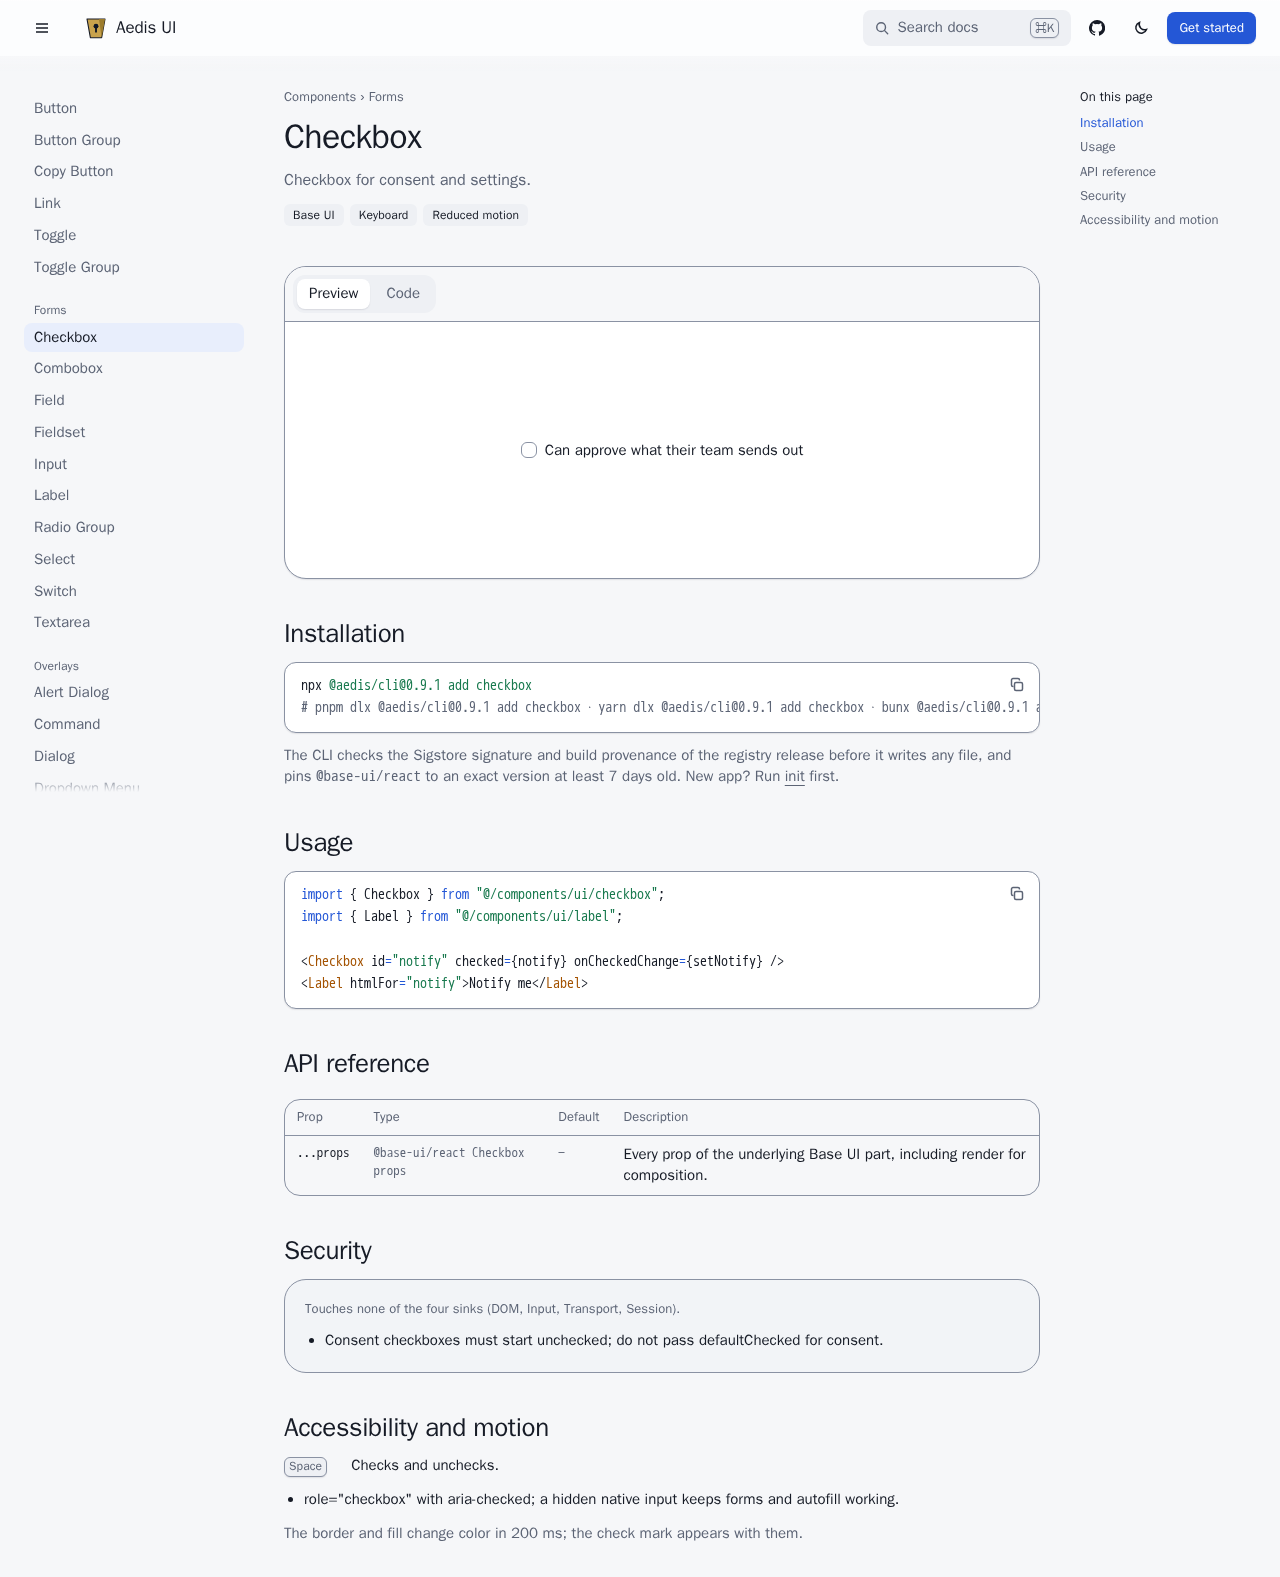 Aedis UI
Search docs
⌘K
Get started
Button
Button Group
Copy Button
Link
Toggle
Toggle Group
Forms
Checkbox
Combobox
Field
Fieldset
Input
Label
Radio Group
Select
Switch
Textarea
Overlays
Alert Dialog
Command
Dialog
Dropdown Menu
Components › Forms
Checkbox
Checkbox for consent and settings.
Base UI
Keyboard
Reduced motion
Preview
Code
Can approve what their team sends out
Installation
npx @aedis/cli@0.9.1 add checkbox
# pnpm dlx @aedis/cli@0.9.1 add checkbox · yarn dlx @aedis/cli@0.9.1 add checkbox · bunx @aedis/cli@0.9.1
The CLI checks the Sigstore signature and build provenance of the registry release before it writes any file, and
pins @base-ui/react to an exact version at least 7 days old. New app? Run init first.
Usage
import { Checkbox } from "@/components/ui/checkbox";
import { Label } from "@/components/ui/label";
<Checkbox id="notify" checked={notify} onCheckedChange={setNotify} />
<Label htmlFor="notify">Notify me</Label>
API reference
Prop Type Default Description
...props @base-ui/react Checkbox props – Every prop of the underlying Base UI part, including render for
composition.
Security
Touches none of the four sinks (DOM, Input, Transport, Session).
• Consent checkboxes must start unchecked; do not pass defaultChecked for consent.
Accessibility and motion
Space Checks and unchecks.
• role="checkbox" with aria-checked; a hidden native input keeps forms and autofill working.
The border and fill change color in 200 ms; the check mark appears with them.
On this page
Installation
Usage
API reference
Security
Accessibility and motion